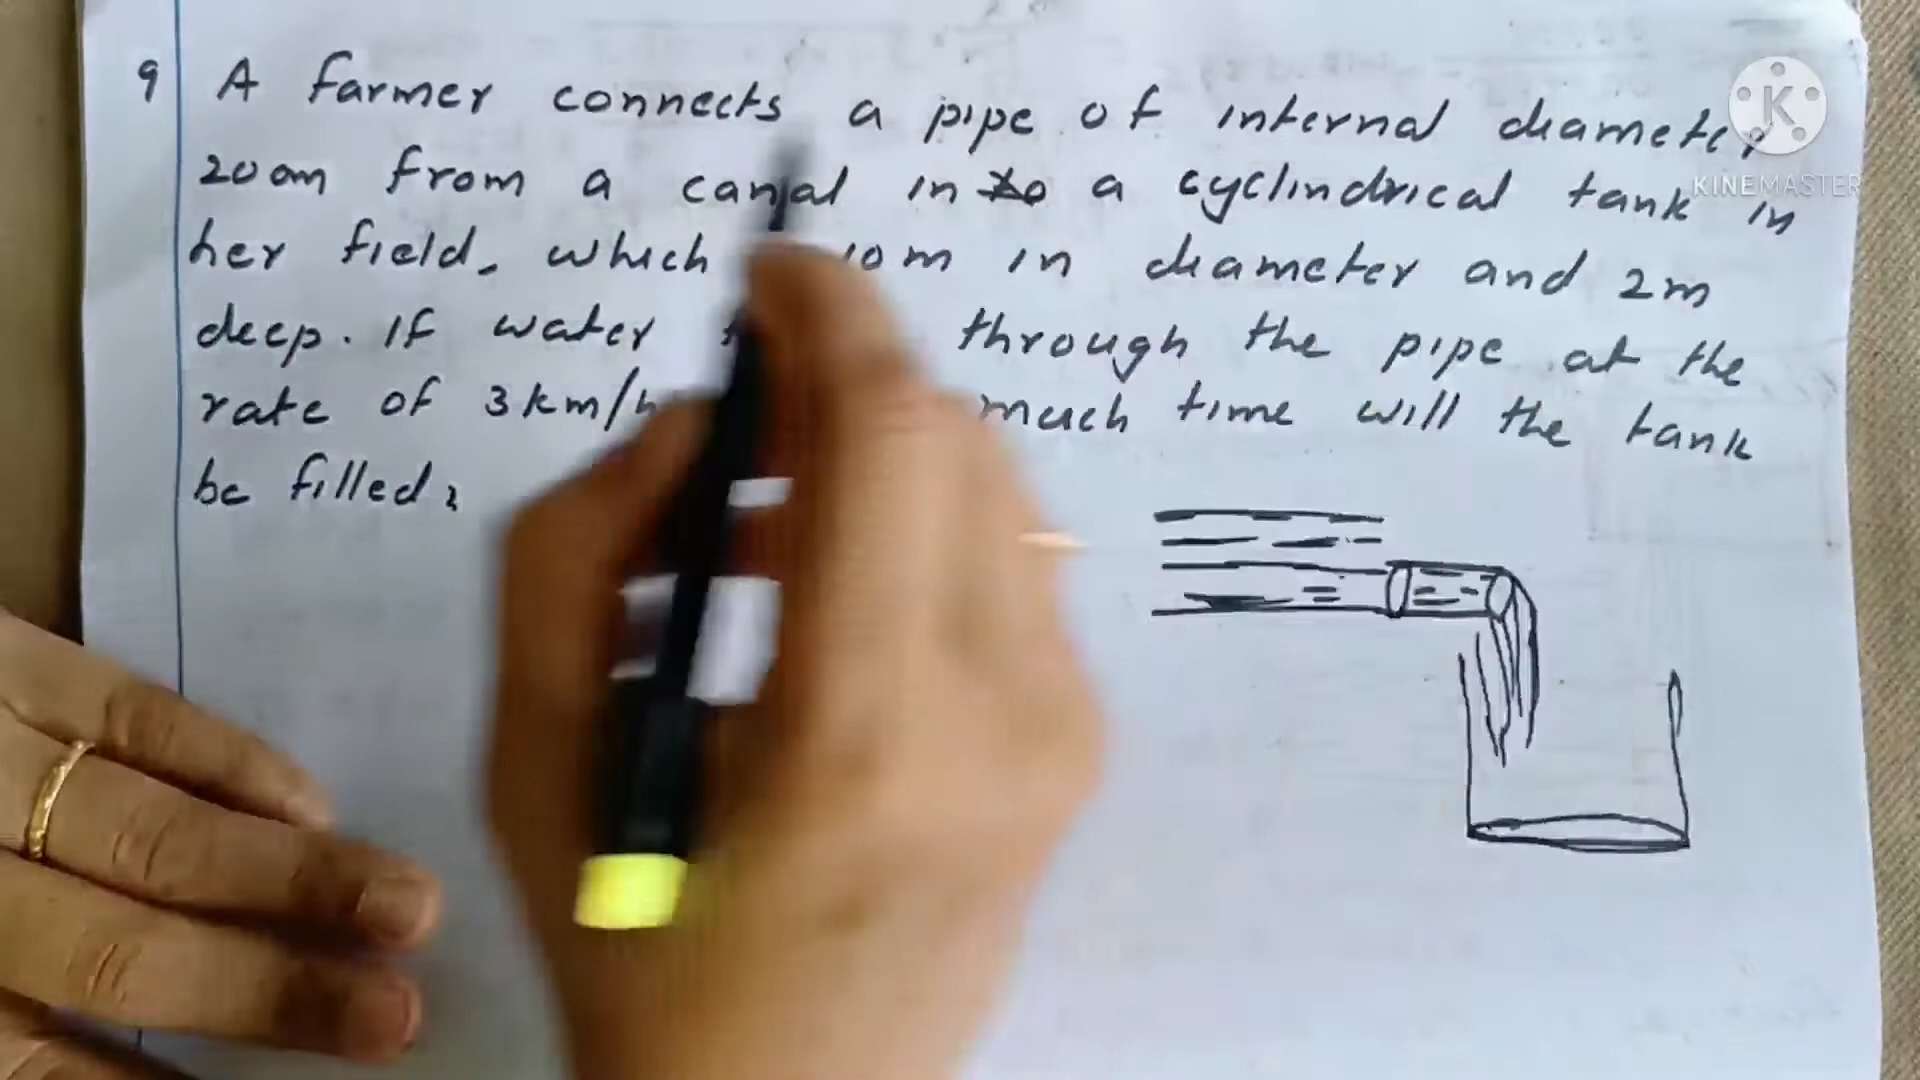 9 A farmer connects a pipe of internal diameter
20cm from a canal into a cyclindrical tank in
her field, which 10m in diameter and 2m
deep. If water through the pipe at the
rate of 3km/h much time will the tank
be filled?
K
KINEMASTER